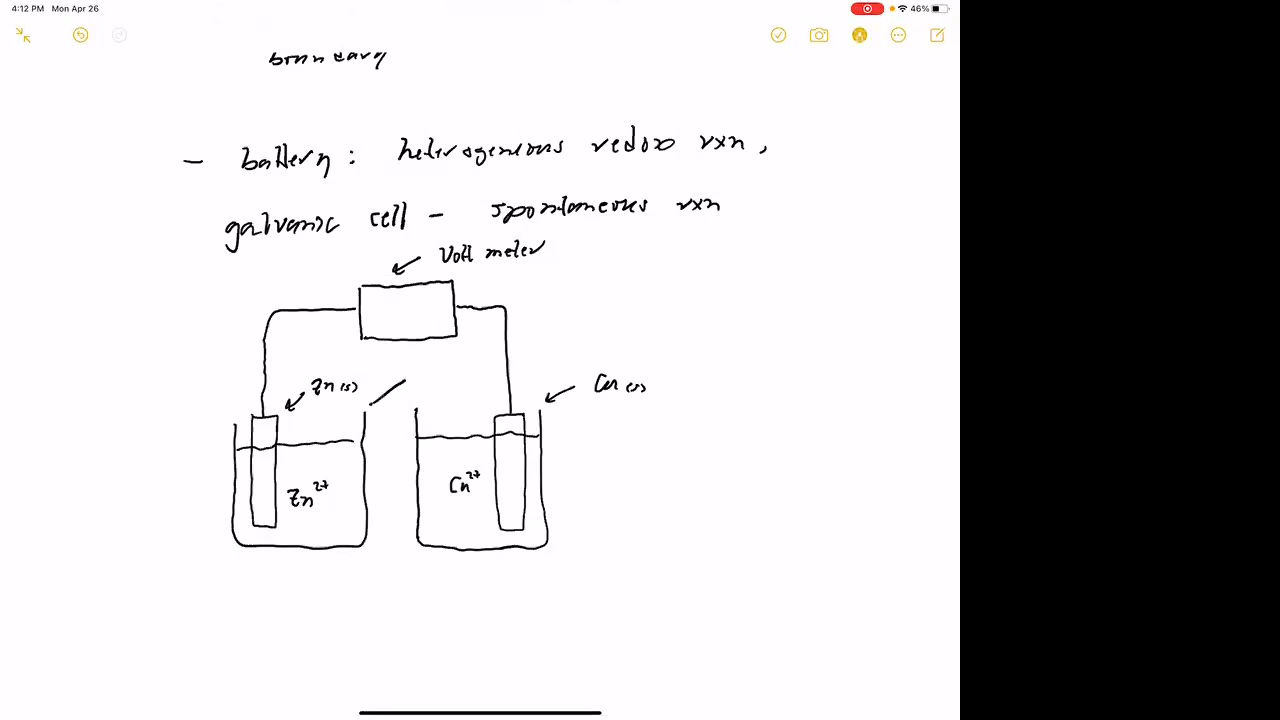 4:12 PM Mon Apr 26
46%
boundary
- battery: heterogeneous redox rxn,
galvanic cell - spontaneous rxn
Volt meter
Zn(s)
Cu(s)
Zn2+
Cu2+